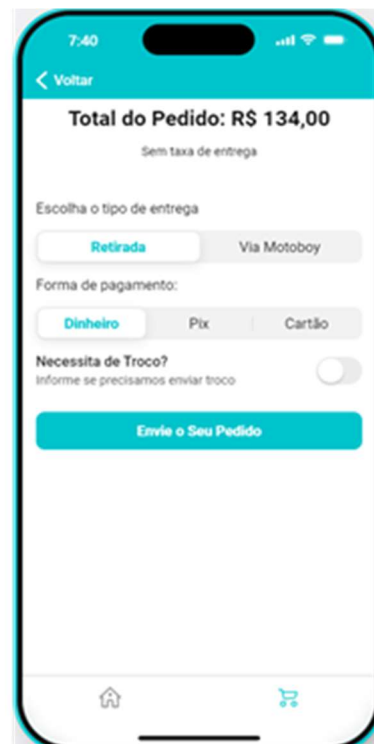 7:40
Voltar
Total do Pedido: R$ 134,00
Sem taxa de entrega
Escolha o tipo de entrega
Retirada Via Motoboy
Forma de pagamento:
Dinheiro Pix Cartão
Necessita de Troco?
Informe se precisamos enviar troco
Envie o Seu Pedido